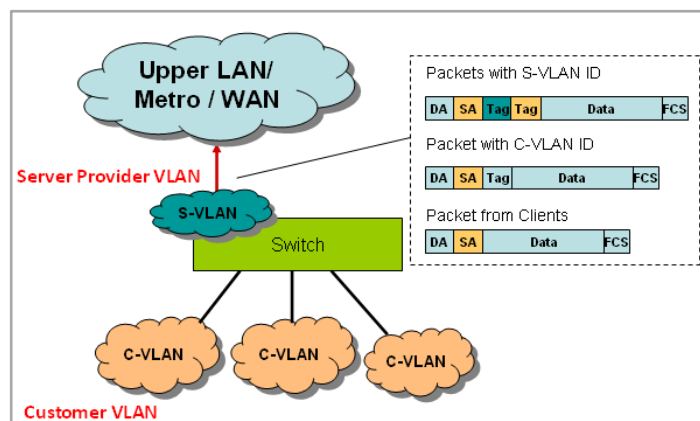 Upper LAN/
Metro / WAN
Server Provider VLAN
S-VLAN
Switch
C-VLAN
C-VLAN
C-VLAN
Customer VLAN
Packets with S-VLAN ID
DA SA Tag Tag Data FCS
Packet with C-VLAN ID
DA SA Tag Data FCS
Packet from Clients
DA SA Data FCS